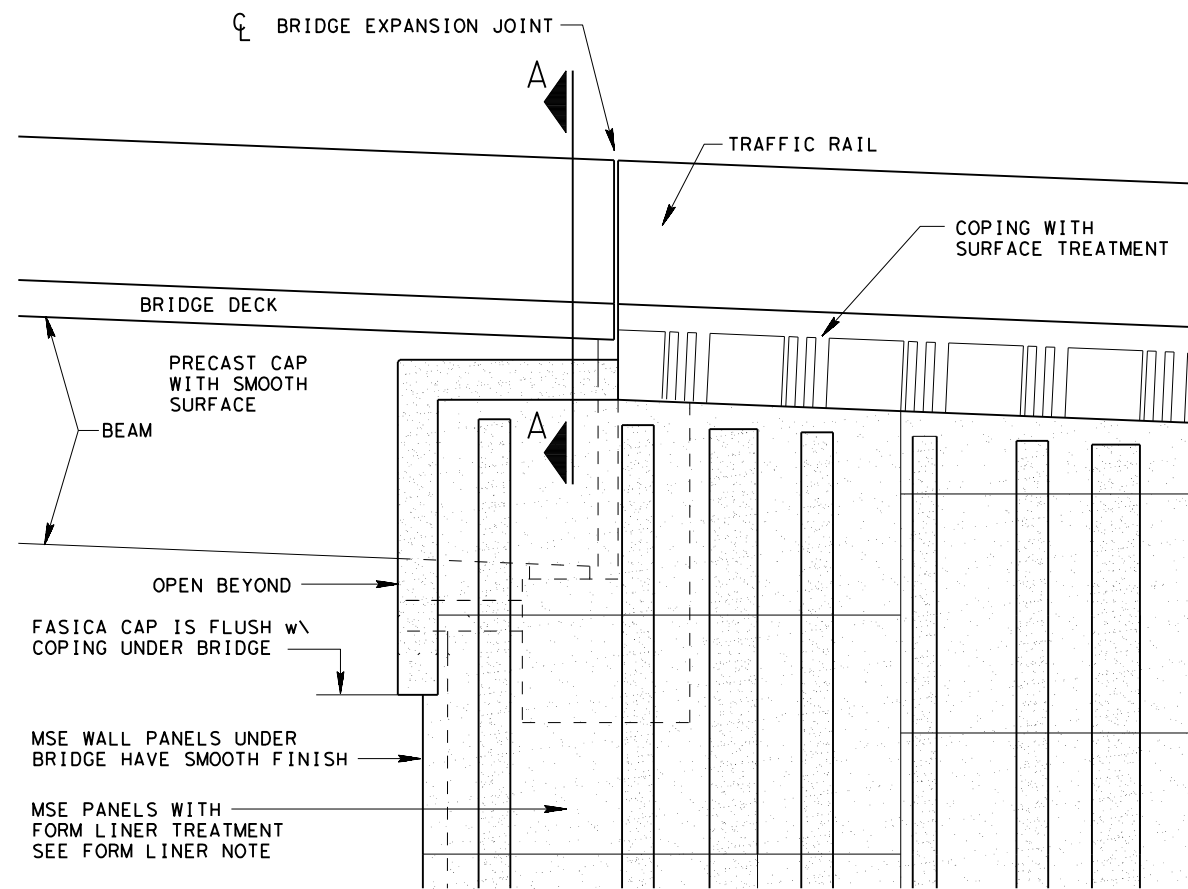 ℄ BRIDGE EXPANSION JOINT
A
TRAFFIC RAIL
COPING WITH
SURFACE TREATMENT
BRIDGE DECK
PRECAST CAP
WITH SMOOTH
SURFACE
BEAM
A
OPEN BEYOND
FASICA CAP IS FLUSH w\
COPING UNDER BRIDGE
MSE WALL PANELS UNDER
BRIDGE HAVE SMOOTH FINISH
MSE PANELS WITH
FORM LINER TREATMENT
SEE FORM LINER NOTE